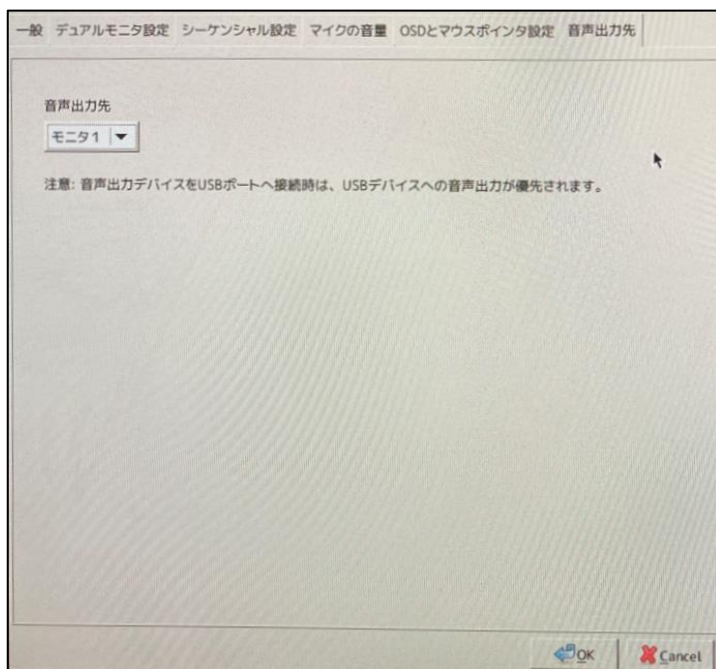 一般 デュアルモニタ設定 シーケンシャル設定 マイクの音量 OSDとマウスポインタ設定 音声出力先
音声出力先
モニタ1
注意: 音声出力デバイスをUSBポートへ接続時は、USBデバイスへの音声出力が優先されます。
OK Cancel